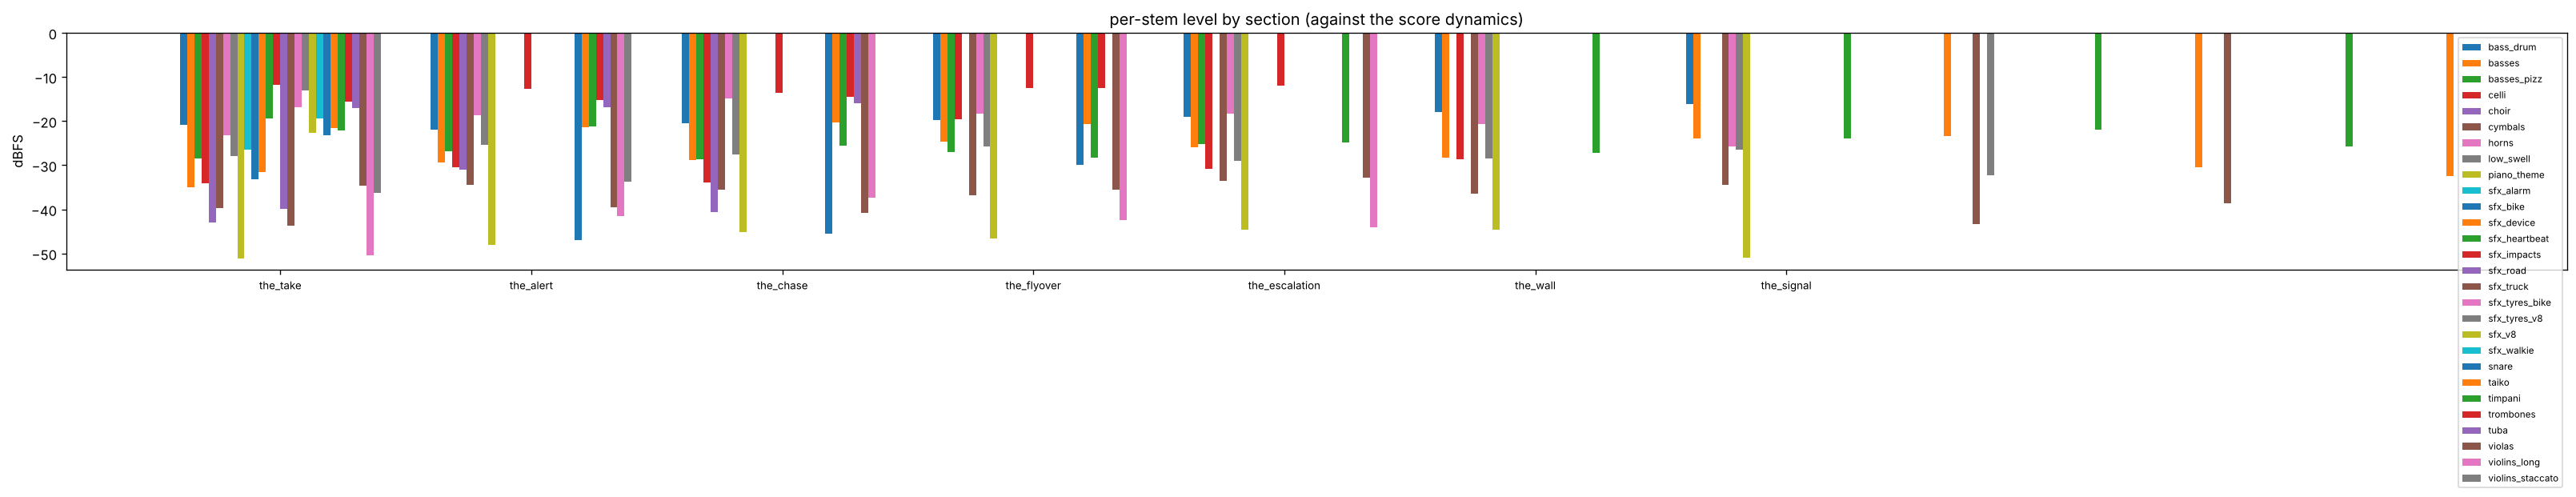 per-stem level by section (against the score dynamics)
dBFS
0
−10
−20
−30
−40
−50
the_take
the_alert
the_chase
the_flyover
the_escalation
the_wall
the_signal
bass_drum
basses
basses_pizz
celli
choir
cymbals
horns
low_swell
piano_theme
sfx_alarm
sfx_bike
sfx_device
sfx_heartbeat
sfx_impacts
sfx_road
sfx_truck
sfx_tyres_bike
sfx_tyres_v8
sfx_v8
sfx_walkie
snare
taiko
timpani
trombones
tuba
violas
violins_long
violins_staccato